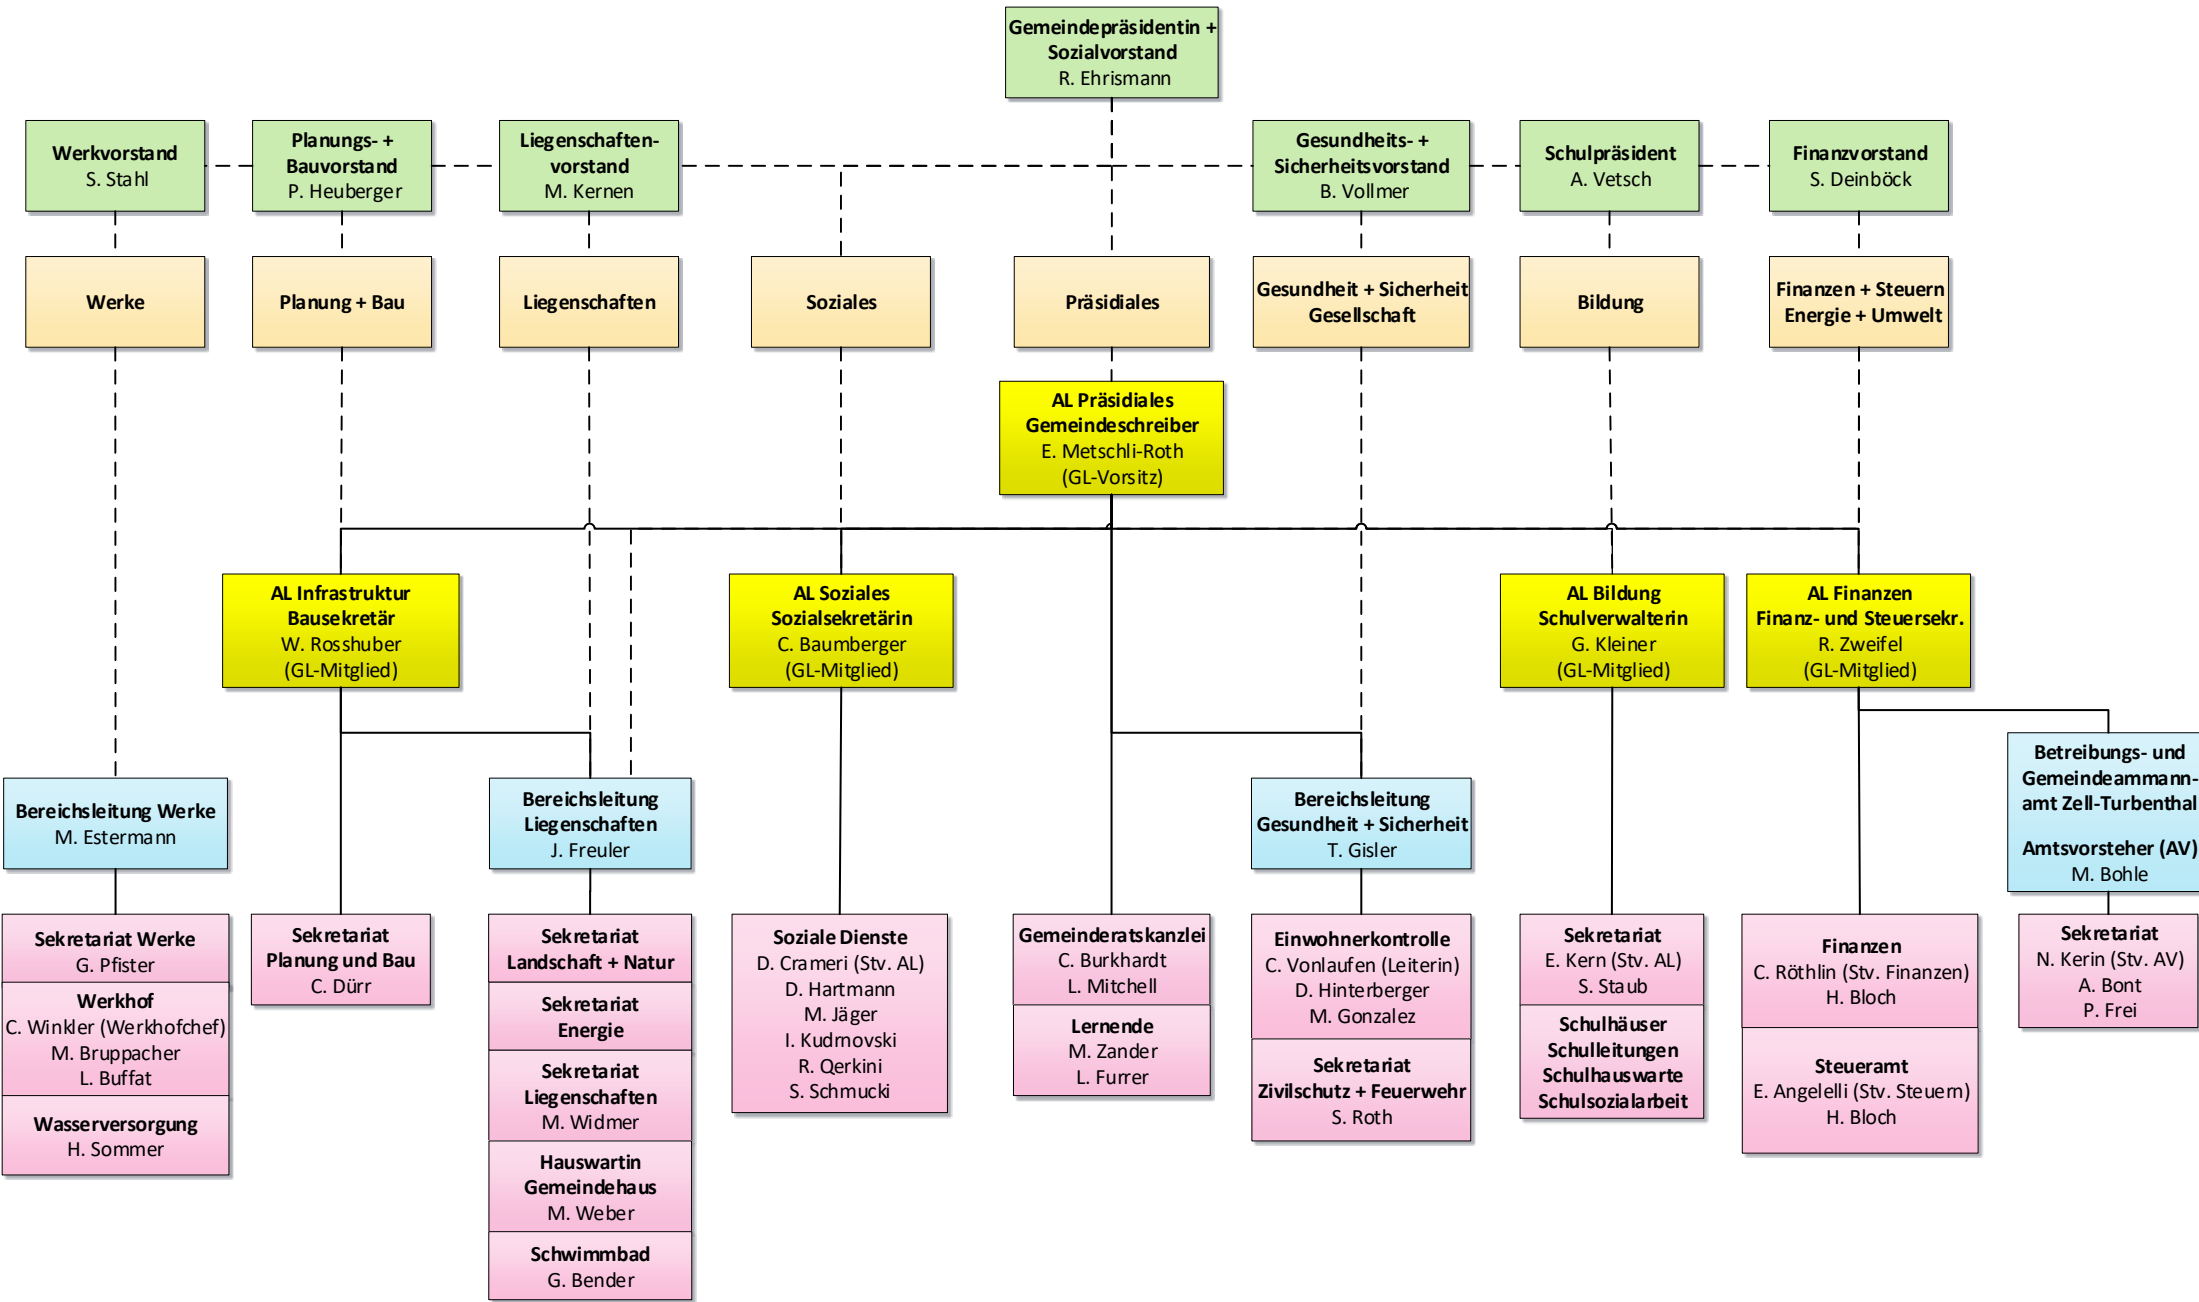 Gemeindepräsidentin +
Sozialvorstand
R. Ehrismann
Werkvorstand
S. Stahl
Planungs- +
Bauvorstand
P. Heuberger
Liegenschaften-
vorstand
M. Kernen
Gesundheits- +
Sicherheitsvorstand
B. Vollmer
Schulpräsident
A. Vetsch
Finanzvorstand
S. Deinböck
Werke
Planung + Bau
Liegenschaften
Soziales
Präsidiales
Gesundheit + Sicherheit
Gesellschaft
Bildung
Finanzen + Steuern
Energie + Umwelt
AL Präsidiales
Gemeindeschreiber
E. Metschli-Roth
(GL-Vorsitz)
AL Infrastruktur
Bausekretär
W. Rosshuber
(GL-Mitglied)
AL Soziales
Sozialsekretärin
C. Baumberger
(GL-Mitglied)
AL Bildung
Schulverwalterin
G. Kleiner
(GL-Mitglied)
AL Finanzen
Finanz- und Steuersekr.
R. Zweifel
(GL-Mitglied)
Bereichsleitung Werke
M. Estermann
Bereichsleitung
Liegenschaften
J. Freuler
Bereichsleitung
Gesundheit + Sicherheit
T. Gisler
Betreibungs- und
Gemeindeammann-
amt Zell-Turbenthal
Amtsvorsteher (AV)
M. Bohle
Sekretariat Werke
G. Pfister
Werkhof
C. Winkler (Werkhofchef)
M. Bruppacher
L. Buffat
Wasserversorgung
H. Sommer
Sekretariat
Planung und Bau
C. Dürr
Sekretariat
Landschaft + Natur
Sekretariat
Energie
Sekretariat
Liegenschaften
M. Widmer
Hauswartin
Gemeindehaus
M. Weber
Schwimmbad
G. Bender
Soziale Dienste
D. Crameri (Stv. AL)
D. Hartmann
M. Jäger
I. Kudrnovski
R. Qerkini
S. Schmucki
Gemeinderatskanzlei
C. Burkhardt
L. Mitchell
Lernende
M. Zander
L. Furrer
Einwohnerkontrolle
C. Vonlaufen (Leiterin)
D. Hinterberger
M. Gonzalez
Sekretariat
Zivilschutz + Feuerwehr
S. Roth
Sekretariat
E. Kern (Stv. AL)
S. Staub
Schulhäuser
Schulleitungen
Schulhauswarte
Schulsozialarbeit
Finanzen
C. Röthlin (Stv. Finanzen)
H. Bloch
Steueramt
E. Angelelli (Stv. Steuern)
H. Bloch
Sekretariat
N. Kerin (Stv. AV)
A. Bont
P. Frei